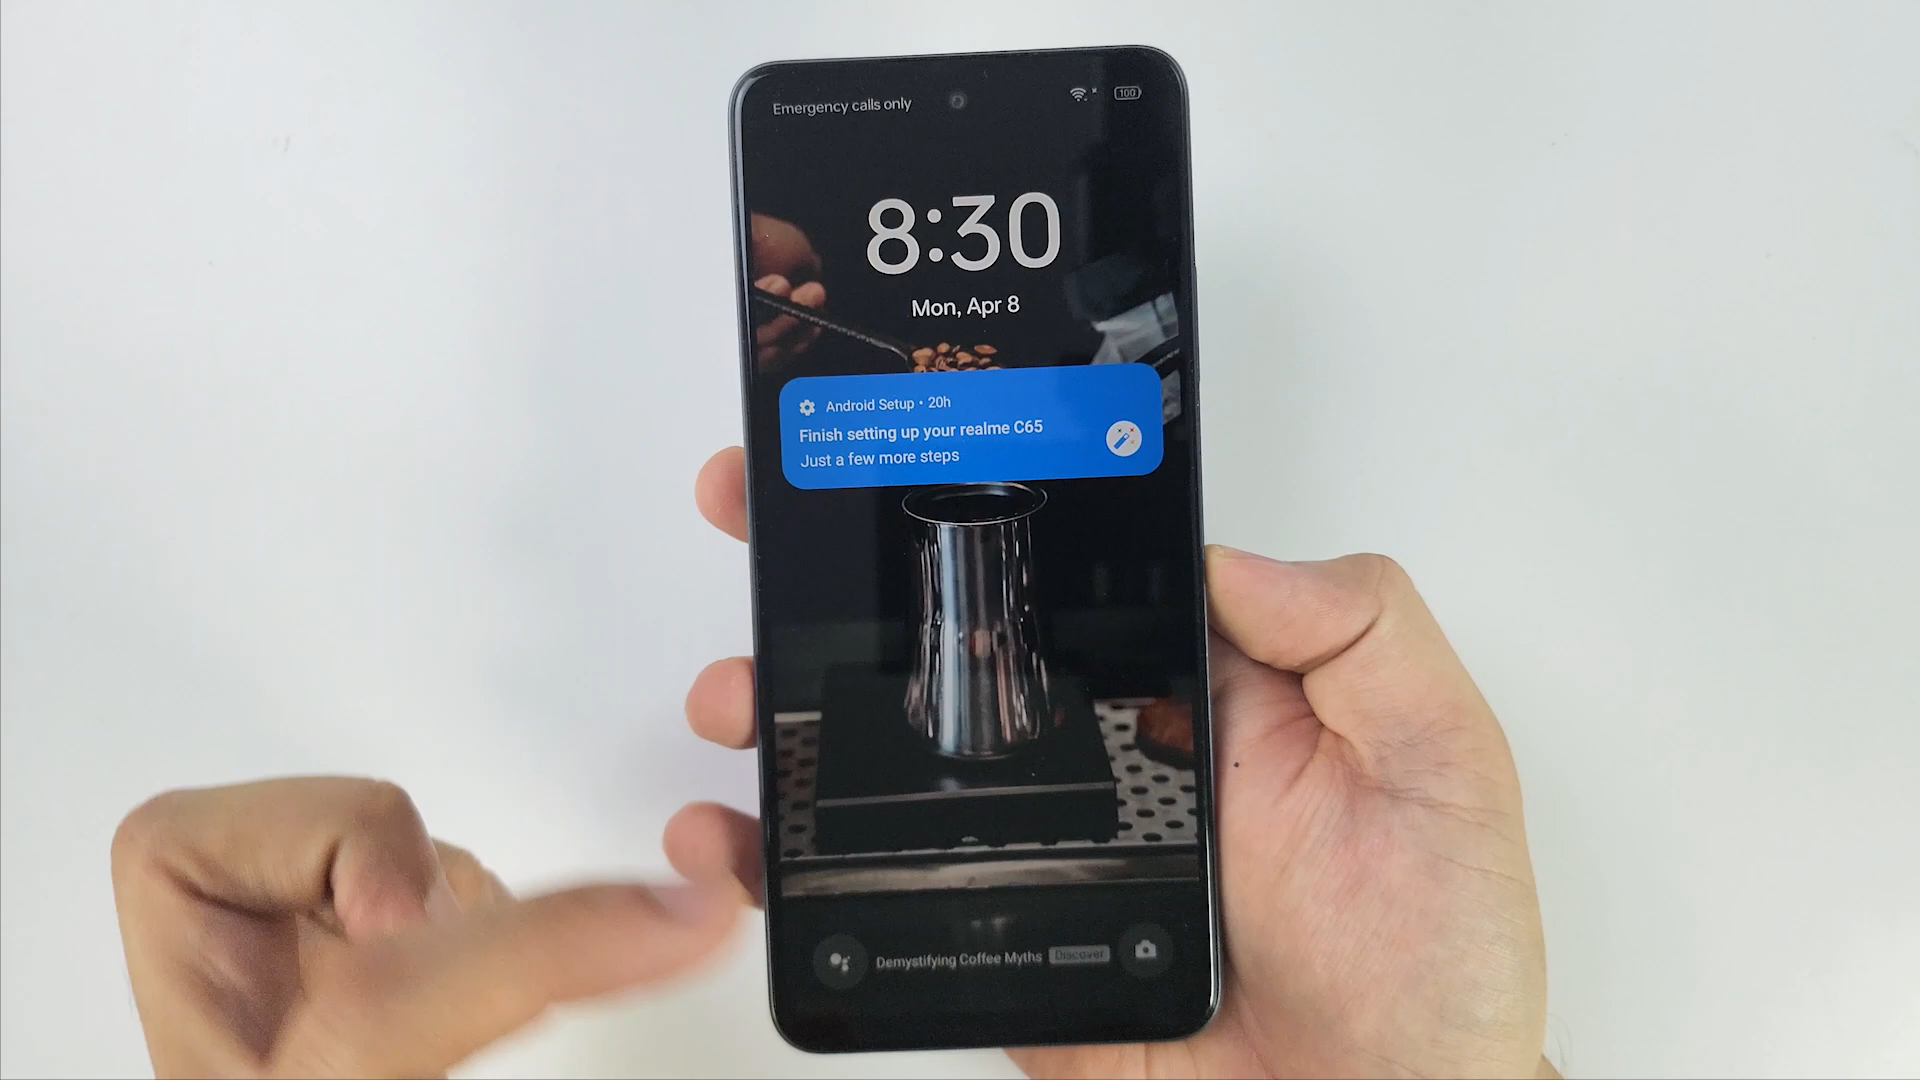 Emergency calls only
100
8:30
Mon, Apr 8
Android Setup • 20h
Finish setting up your realme C65
Just a few more steps
Demystifying Coffee Myths Discover